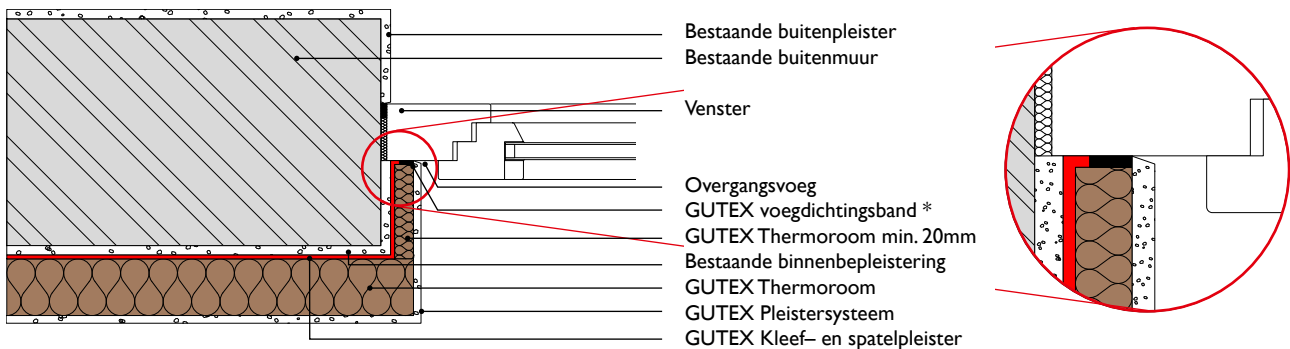 Bestaande buitenpleister
Bestaande buitenmuur
Venster
Overgangsvoeg
GUTEX voegdichtingsband *
GUTEX Thermoroom min. 20mm
Bestaande binnenbepleistering
GUTEX Thermoroom
GUTEX Pleistersysteem
GUTEX Kleef– en spatelpleister